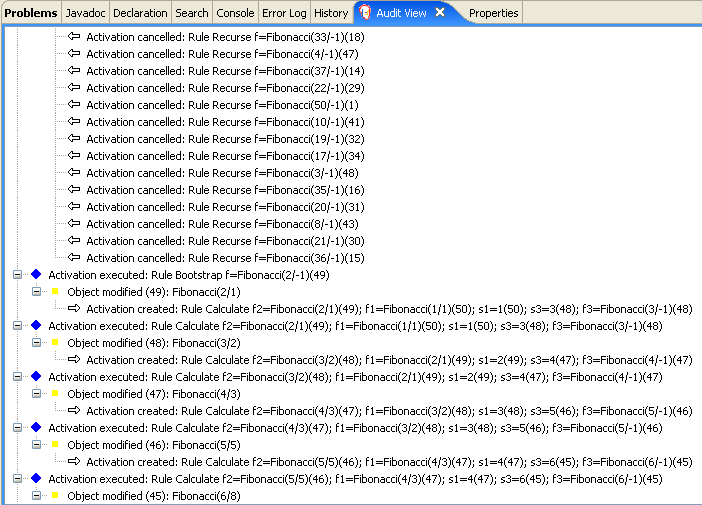 Problems Javadoc Declaration Search Console Error Log History Audit View Properties
Activation cancelled: Rule Recurse f=Fibonacci(33/-1)(18)
Activation cancelled: Rule Recurse f=Fibonacci(4/-1)(47)
Activation cancelled: Rule Recurse f=Fibonacci(37/-1)(14)
Activation cancelled: Rule Recurse f=Fibonacci(22/-1)(29)
Activation cancelled: Rule Recurse f=Fibonacci(50/-1)(1)
Activation cancelled: Rule Recurse f=Fibonacci(10/-1)(41)
Activation cancelled: Rule Recurse f=Fibonacci(19/-1)(32)
Activation cancelled: Rule Recurse f=Fibonacci(17/-1)(34)
Activation cancelled: Rule Recurse f=Fibonacci(3/-1)(48)
Activation cancelled: Rule Recurse f=Fibonacci(35/-1)(16)
Activation cancelled: Rule Recurse f=Fibonacci(20/-1)(31)
Activation cancelled: Rule Recurse f=Fibonacci(8/-1)(43)
Activation cancelled: Rule Recurse f=Fibonacci(21/-1)(30)
Activation cancelled: Rule Recurse f=Fibonacci(36/-1)(15)
Activation executed: Rule Bootstrap f=Fibonacci(2/-1)(49)
Object modified (49): Fibonacci(2/1)
Activation created: Rule Calculate f2=Fibonacci(2/1)(49); f1=Fibonacci(1/1)(50); s1=1(50); s3=3(48); f3=Fibonacci(3/-1)(48)
Activation executed: Rule Calculate f2=Fibonacci(2/1)(49); f1=Fibonacci(1/1)(50); s1=1(50); s3=3(48); f3=Fibonacci(3/-1)(48)
Object modified (48): Fibonacci(3/2)
Activation created: Rule Calculate f2=Fibonacci(3/2)(48); f1=Fibonacci(2/1)(49); s1=2(49); s3=4(47); f3=Fibonacci(4/-1)(47)
Activation executed: Rule Calculate f2=Fibonacci(3/2)(48); f1=Fibonacci(2/1)(49); s1=2(49); s3=4(47); f3=Fibonacci(4/-1)(47)
Object modified (47): Fibonacci(4/3)
Activation created: Rule Calculate f2=Fibonacci(4/3)(47); f1=Fibonacci(3/2)(48); s1=3(48); s3=5(46); f3=Fibonacci(5/-1)(46)
Activation executed: Rule Calculate f2=Fibonacci(4/3)(47); f1=Fibonacci(3/2)(48); s1=3(48); s3=5(46); f3=Fibonacci(5/-1)(46)
Object modified (46): Fibonacci(5/5)
Activation created: Rule Calculate f2=Fibonacci(5/5)(46); f1=Fibonacci(4/3)(47); s1=4(47); s3=6(45); f3=Fibonacci(6/-1)(45)
Activation executed: Rule Calculate f2=Fibonacci(5/5)(46); f1=Fibonacci(4/3)(47); s1=4(47); s3=6(45); f3=Fibonacci(6/-1)(45)
Object modified (45): Fibonacci(6/8)